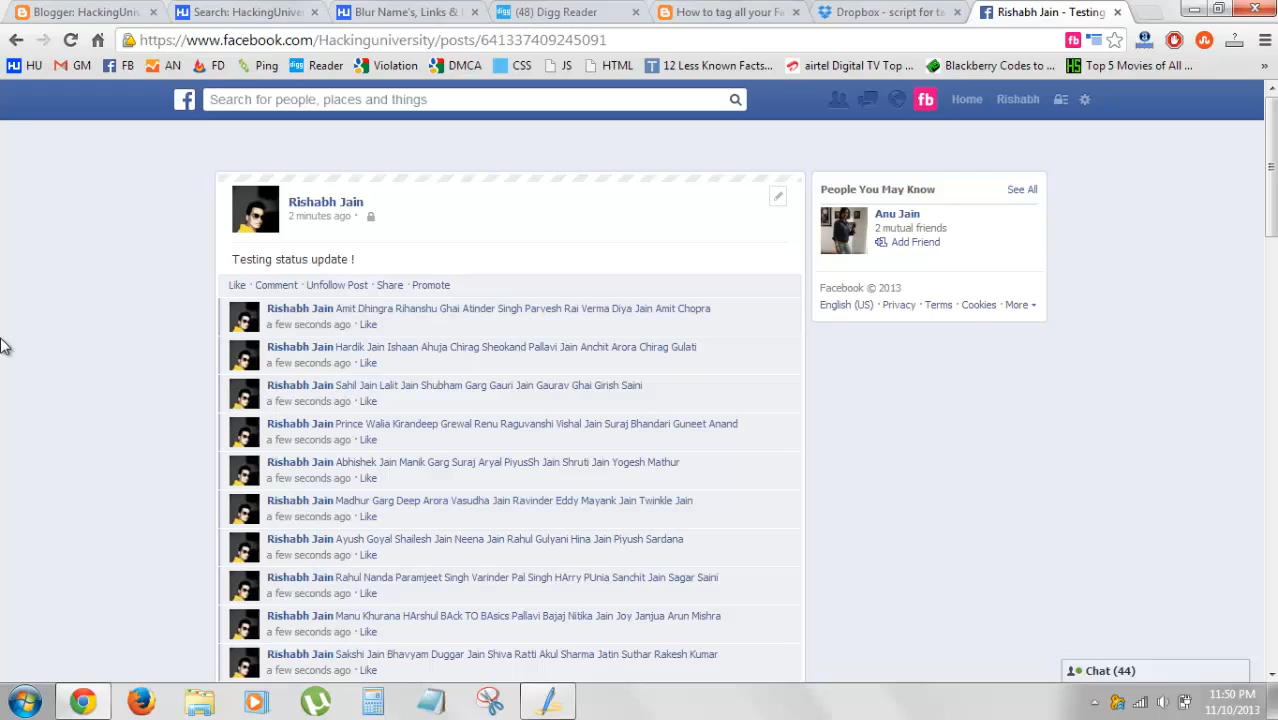 Blogger: HackingUniv
Search: HackingUnive
Blur Name's, Links &
(48) Digg Reader
How to tag all your Fa
Dropbox - script for ta
Rishabh Jain - Testing
https://www.facebook.com/Hackinguniversity/posts/641337409245091
HU GM FB AN FD Ping Reader Violation DMCA CSS JS HTML 12 Less Known Facts... airtel Digital TV Top ... Blackberry Codes to ... Top 5 Movies of All ... »
Search for people, places and things
fb Home Rishabh
Rishabh Jain
2 minutes ago ·
Testing status update !
Like · Comment · Unfollow Post · Share · Promote
Rishabh Jain Amit Dhingra Rihanshu Ghai Atinder Singh Parvesh Rai Verma Diya Jain Amit Chopra
a few seconds ago · Like
Rishabh Jain Hardik Jain Ishaan Ahuja Chirag Sheokand Pallavi Jain Anchit Arora Chirag Gulati
a few seconds ago · Like
Rishabh Jain Sahil Jain Lalit Jain Shubham Garg Gauri Jain Gaurav Ghai Girish Saini
a few seconds ago · Like
Rishabh Jain Prince Walia Kirandeep Grewal Renu Raguvanshi Vishal Jain Suraj Bhandari Guneet Anand
a few seconds ago · Like
Rishabh Jain Abhishek Jain Manik Garg Suraj Aryal PiyusSh Jain Shruti Jain Yogesh Mathur
a few seconds ago · Like
Rishabh Jain Madhur Garg Deep Arora Vasudha Jain Ravinder Eddy Mayank Jain Twinkle Jain
a few seconds ago · Like
Rishabh Jain Ayush Goyal Shailesh Jain Neena Jain Rahul Gulyani Hina Jain Piyush Sardana
a few seconds ago · Like
Rishabh Jain Rahul Nanda Paramjeet Singh Varinder Pal Singh HArry PUnia Sanchit Jain Sagar Saini
a few seconds ago · Like
Rishabh Jain Manu Khurana HArshul BAck TO BAsics Pallavi Bajaj Nitika Jain Joy Janjua Arun Mishra
a few seconds ago · Like
Rishabh Jain Sakshi Jain Bhavyam Duggar Jain Shiva Ratti Akul Sharma Jatin Suthar Rakesh Kumar
a few seconds ago · Like
People You May Know See All
Anu Jain
2 mutual friends
Add Friend
Facebook © 2013
English (US) · Privacy · Terms · Cookies · More
Chat (44)
11:50 PM
11/10/2013